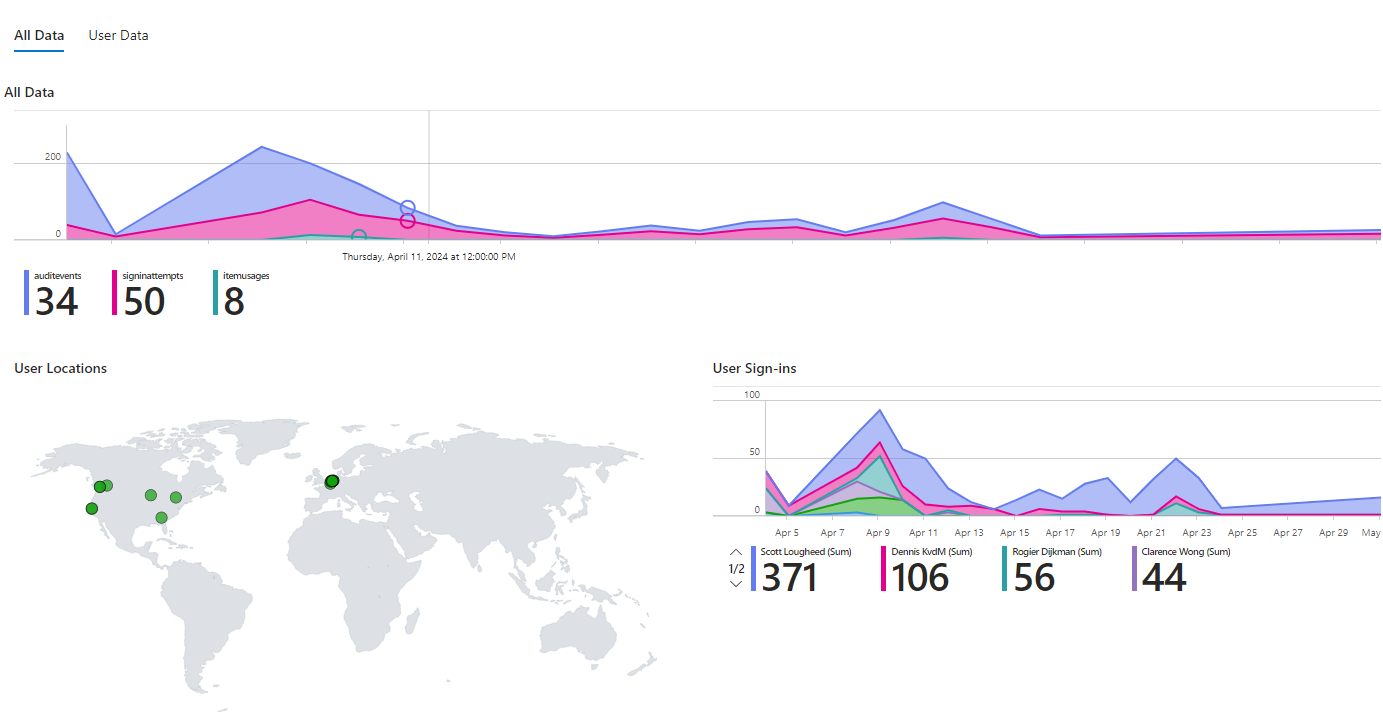 All Data User Data
All Data
200
0
Thursday, April 11, 2024 at 12:00:00 PM
auditevents signinattempts itemusages
34 50 8
User Locations
User Sign-ins
100
50
0
Apr 5 Apr 7 Apr 9 Apr 11 Apr 13 Apr 15 Apr 17 Apr 19 Apr 21 Apr 23 Apr 25 Apr 27 Apr 29 May
1/2
Scott Lougheed (Sum) Dennis KvdM (Sum) Rogier Dijkman (Sum) Clarence Wong (Sum)
371 106 56 44